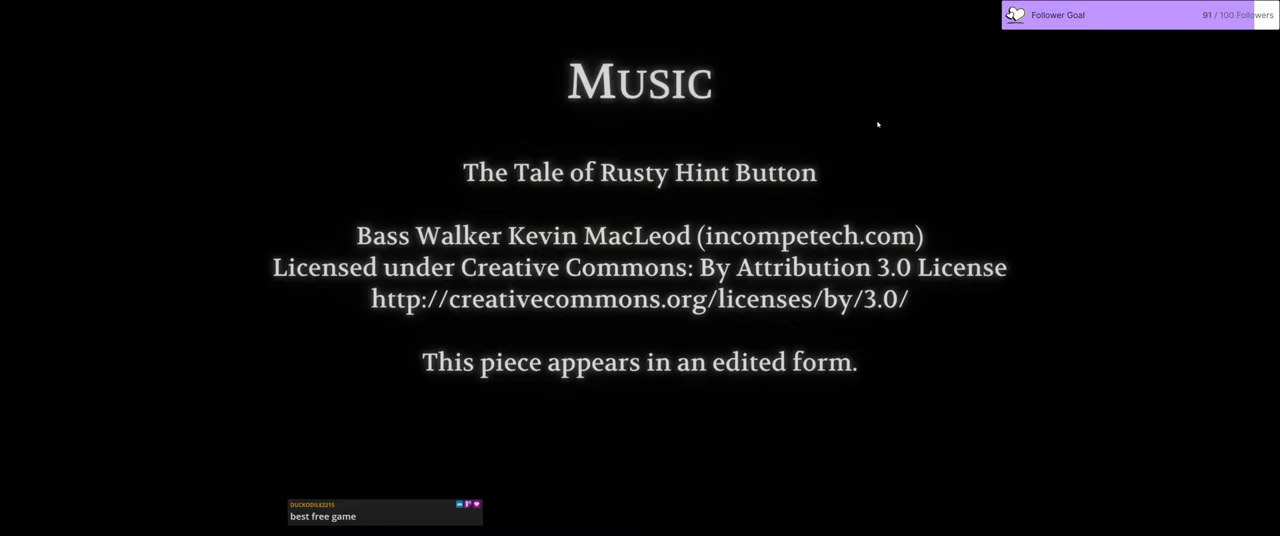 Follower Goal
91 / 100 Followers
Music
The Tale of Rusty Hint Button
Bass Walker Kevin MacLeod (incompetech.com)
Licensed under Creative Commons: By Attribution 3.0 License
http://creativecommons.org/licenses/by/3.0/
This piece appears in an edited form.
DUCKODILE2215
best free game